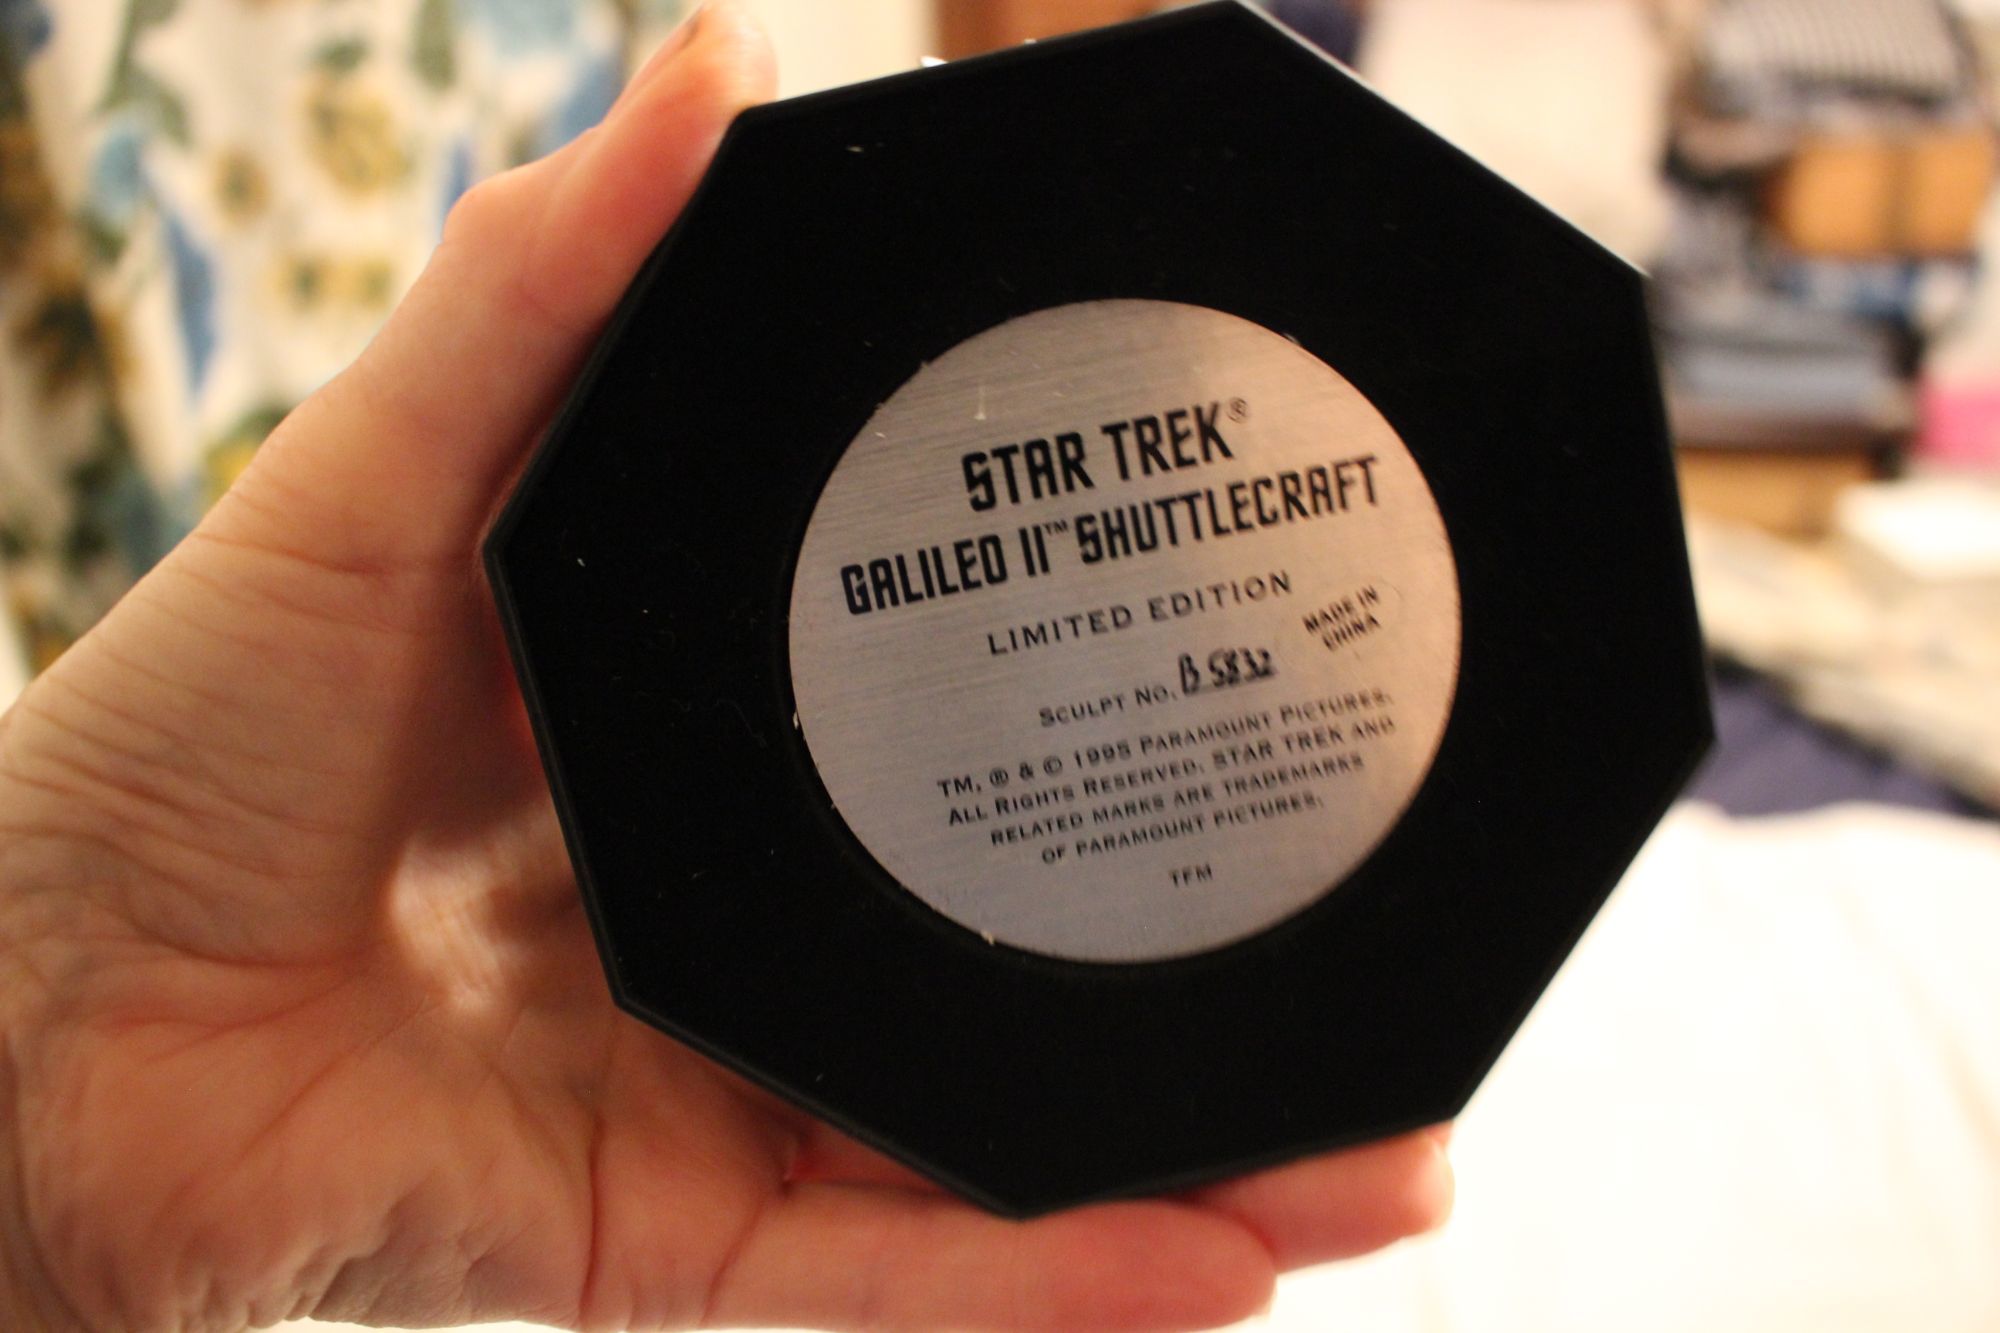 STAR TREK®
GALILEO II™ SHUTTLECRAFT
LIMITED EDITION
MADE IN
CHINA
SCULPT NO. B 5832
TM, ® & © 1995 PARAMOUNT PICTURES.
ALL RIGHTS RESERVED. STAR TREK AND
RELATED MARKS ARE TRADEMARKS
OF PARAMOUNT PICTURES.
TFM